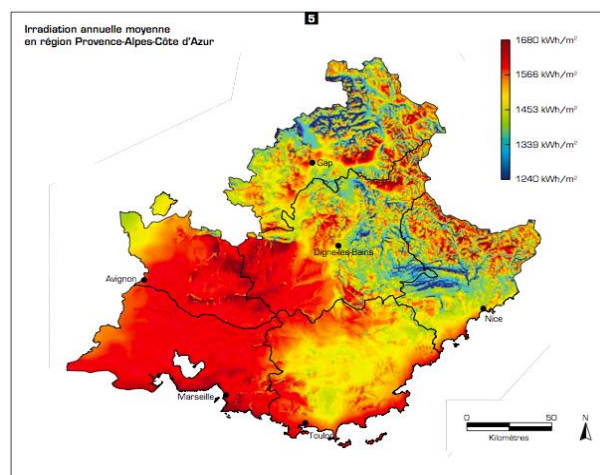 5
Irradiation annuelle moyenne
en région Provence-Alpes-Côte d'Azur
1680 kWh/m²
1566 kWh/m²
1453 kWh/m²
1339 kWh/m²
1240 kWh/m²
Gap
Digne-les-Bains
Avignon
Nice
Marseille
Toulon
0 50 N
Kilomètres